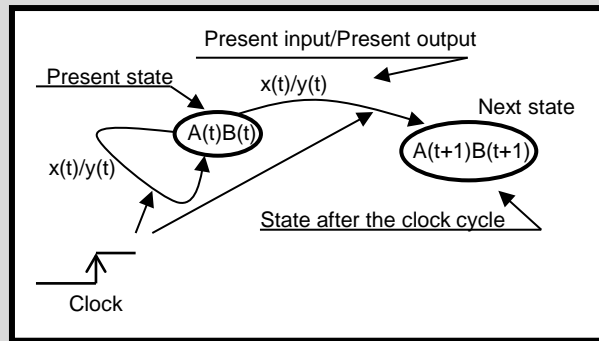 Present input/Present output
Present state
x(t)/y(t)
Next state
A(t)B(t)
A(t+1)B(t+1)
x(t)/y(t)
State after the clock cycle
Clock